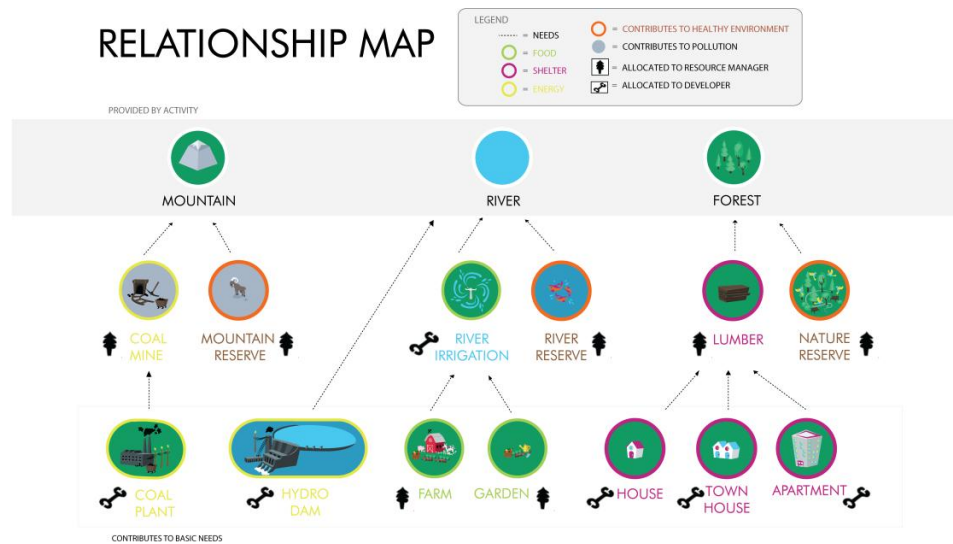 RELATIONSHIP MAP
LEGEND
= NEEDS
= FOOD
= SHELTER
= ENERGY
= CONTRIBUTES TO HEALTHY ENVIRONMENT
= CONTRIBUTES TO POLLUTION
= ALLOCATED TO RESOURCE MANAGER
= ALLOCATED TO DEVELOPER
PROVIDED BY ACTIVITY
MOUNTAIN
RIVER
FOREST
COAL
MINE
MOUNTAIN
RESERVE
RIVER
IRRIGATION
RIVER
RESERVE
LUMBER
NATURE
RESERVE
COAL
PLANT
HYDRO
DAM
FARM
GARDEN
HOUSE
TOWN
HOUSE
APARTMENT
CONTRIBUTES TO BASIC NEEDS